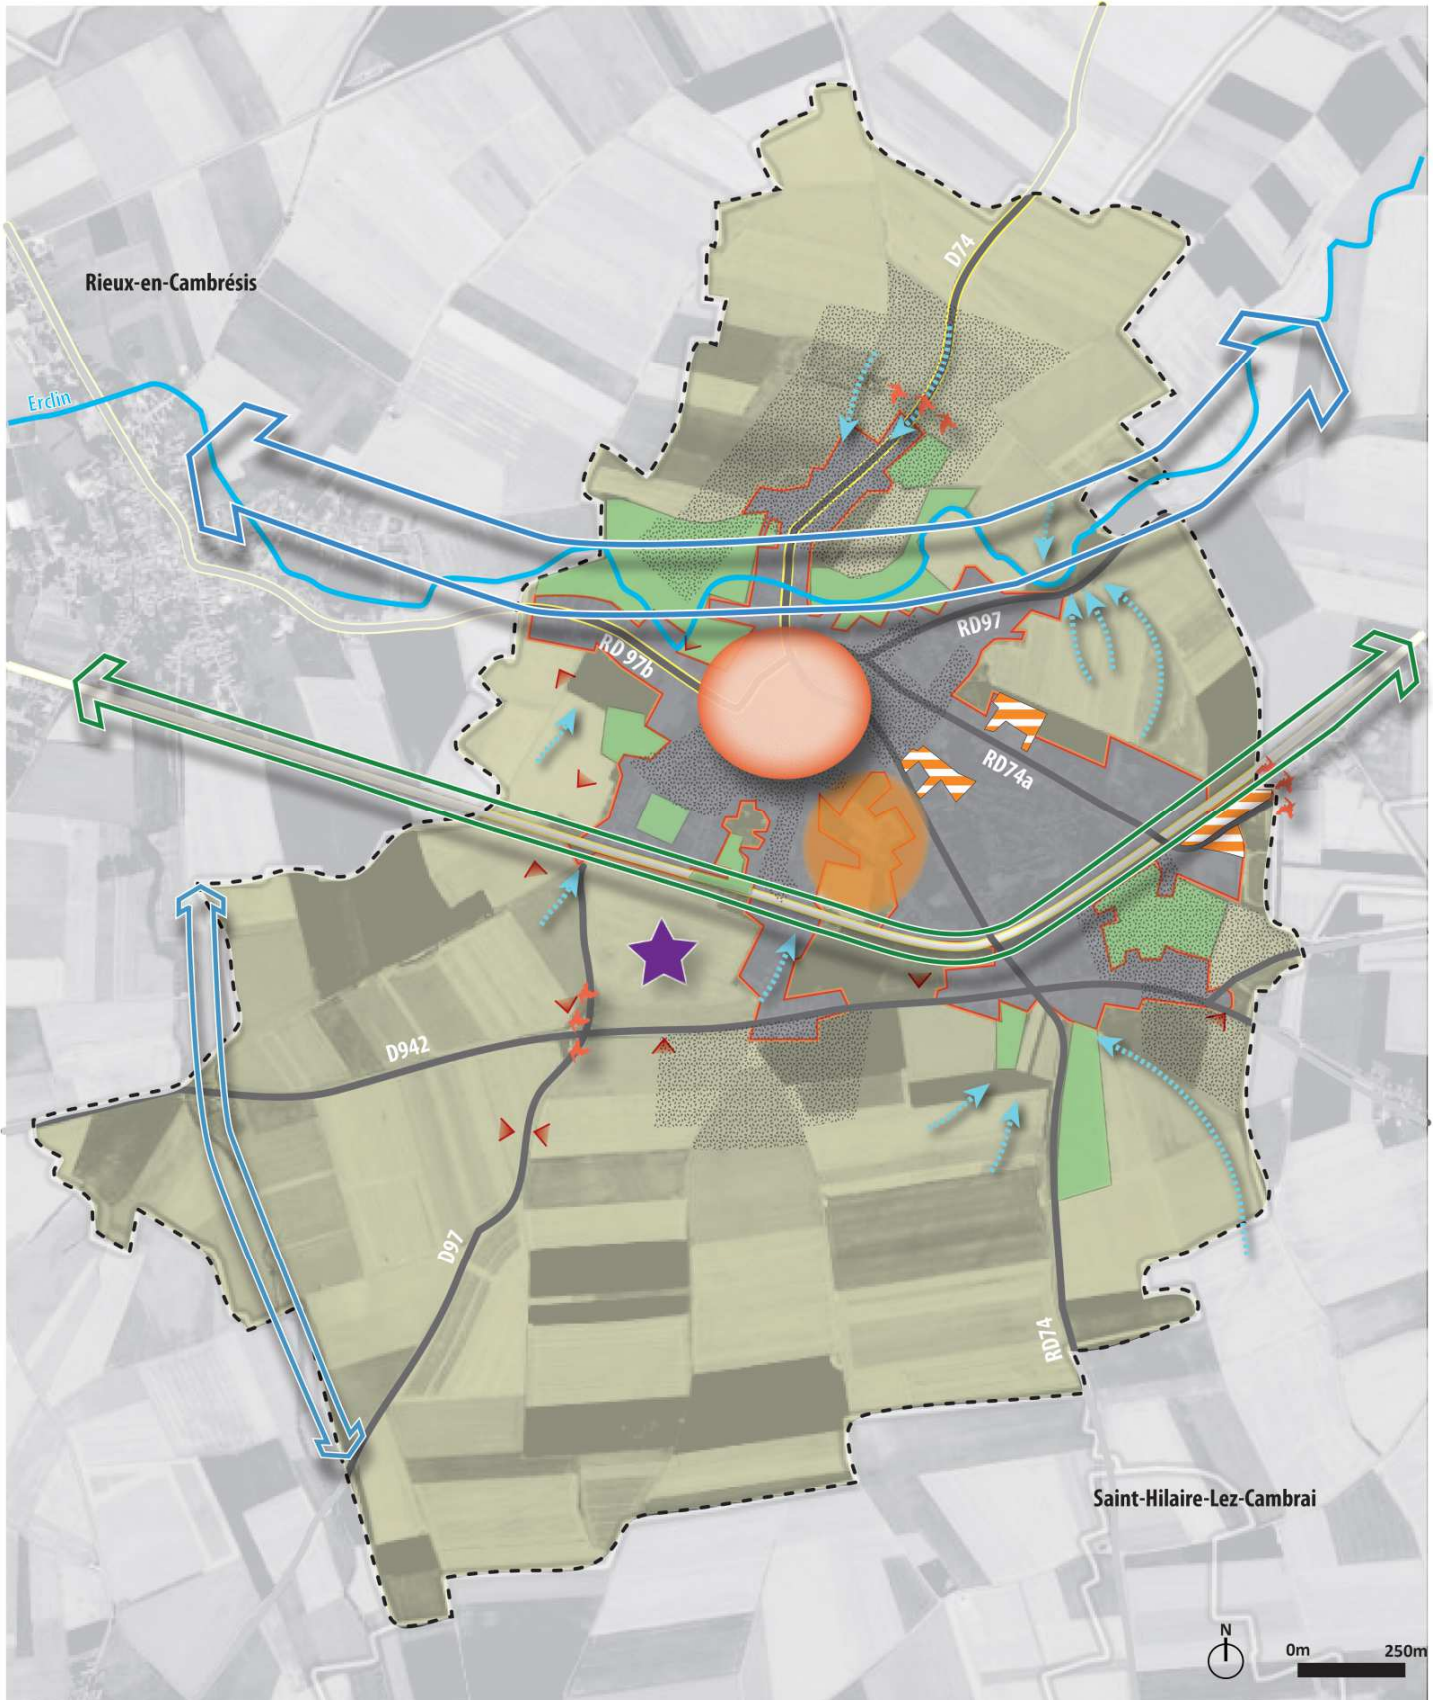 D74
Rieux-en-Cambrésis
Erclin
RD97
RD 97b
RD74a
D942
D97
RD74
Saint-Hilaire-Lez-Cambrai
N
0m 250m